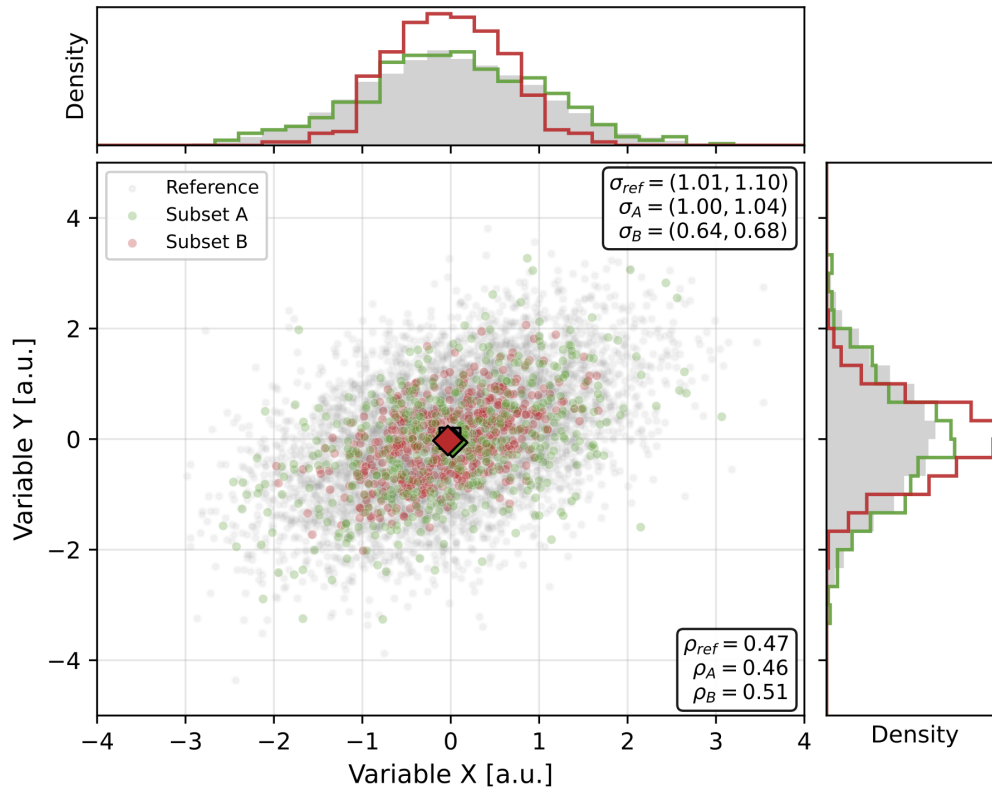 Density
Reference
Subset A
Subset B
σref = (1.01, 1.10)
σA = (1.00, 1.04)
σB = (0.64, 0.68)
4
2
0
−2
−4
Variable Y [a.u.]
ρref = 0.47
ρA = 0.46
ρB = 0.51
−4
−3
−2
−1
0
1
2
3
4
Variable X [a.u.]
Density